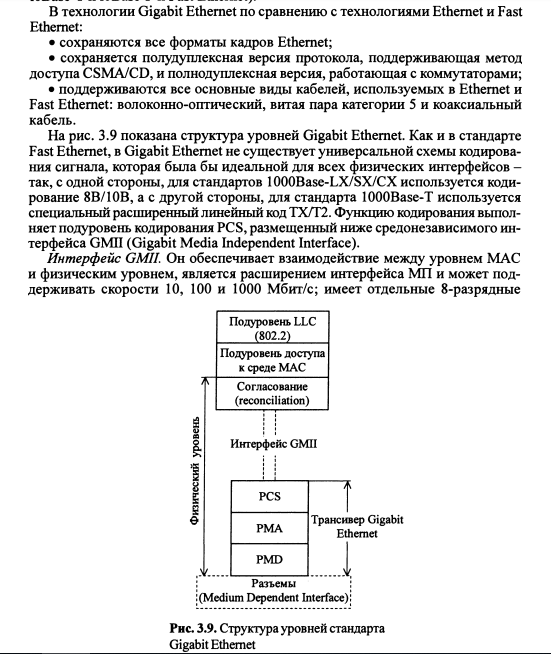 В технологии Gigabit Ethernet по сравнению с технологиями Ethernet и Fast
Ethernet:
• сохраняются все форматы кадров Ethernet;
• сохраняется полудуплексная версия протокола, поддерживающая метод
доступа CSMA/CD, и полнодуплексная версия, работающая с коммутаторами;
• поддерживаются все основные виды кабелей, используемых в Ethernet и
Fast Ethernet: волоконно-оптический, витая пара категории 5 и коаксиальный
кабель.
На рис. 3.9 показана структура уровней Gigabit Ethernet. Как и в стандарте
Fast Ethernet, в Gigabit Ethernet не существует универсальной схемы кодирова-
ния сигнала, которая была бы идеальной для всех физических интерфейсов –
так, с одной стороны, для стандартов 1000Base-LX/SX/CX используется коди-
рование 8B/10B, а с другой стороны, для стандарта 1000Base-T используется
специальный расширенный линейный код TX/T2. Функцию кодирования выпол-
няет подуровень кодирования PCS, размещенный ниже средонезависимого ин-
терфейса GMII (Gigabit Media Independent Interface).
Интерфейс GMII. Он обеспечивает взаимодействие между уровнем MAC
и физическим уровнем, является расширением интерфейса МП и может под-
держивать скорости 10, 100 и 1000 Мбит/с; имеет отдельные 8-разрядные
Подуровень LLC
(802.2)
Подуровень доступа
к среде MAC
Согласование
(reconciliation)
Физический уровень
Интерфейс GMII
PCS
PMA
PMD
Трансивер Gigabit
Ethernet
Разъемы
(Medium Dependent Interface)
Рис. 3.9. Структура уровней стандарта
Gigabit Ethernet